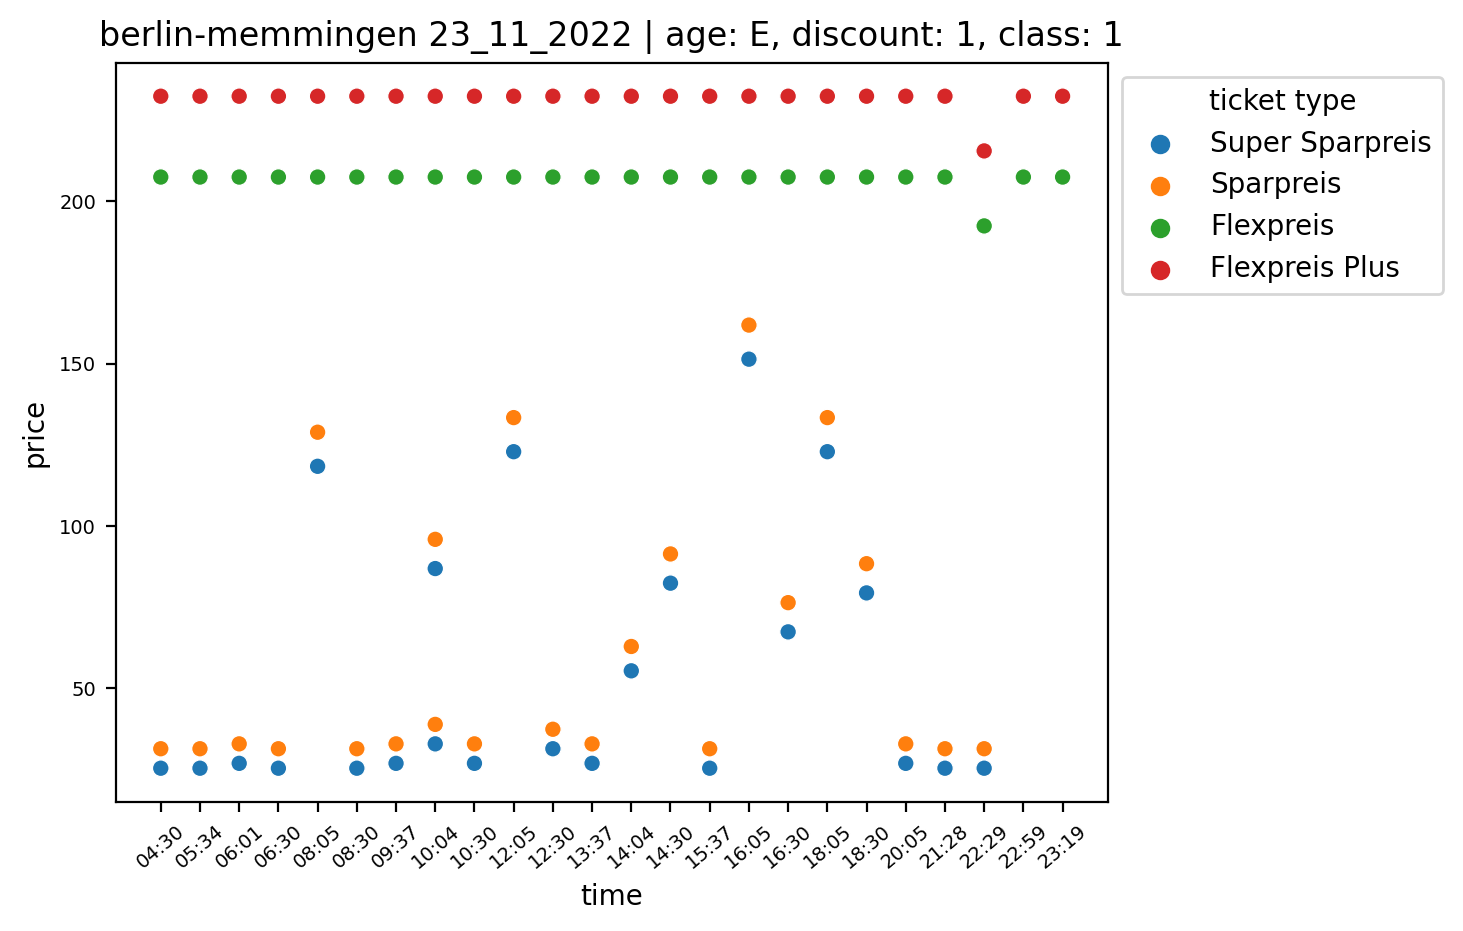 berlin-memmingen 23_11_2022 | age: E, discount: 1, class: 1
ticket type
Super Sparpreis
Sparpreis
Flexpreis
Flexpreis Plus
200
150
100
50
price
04:30 05:34 06:01 06:30 08:05 08:30 09:37 10:04 10:30 12:05 12:30 13:37 14:04 14:30 15:37 16:05 16:30 18:05 18:30 20:05 21:28 22:29 22:59 23:19
time